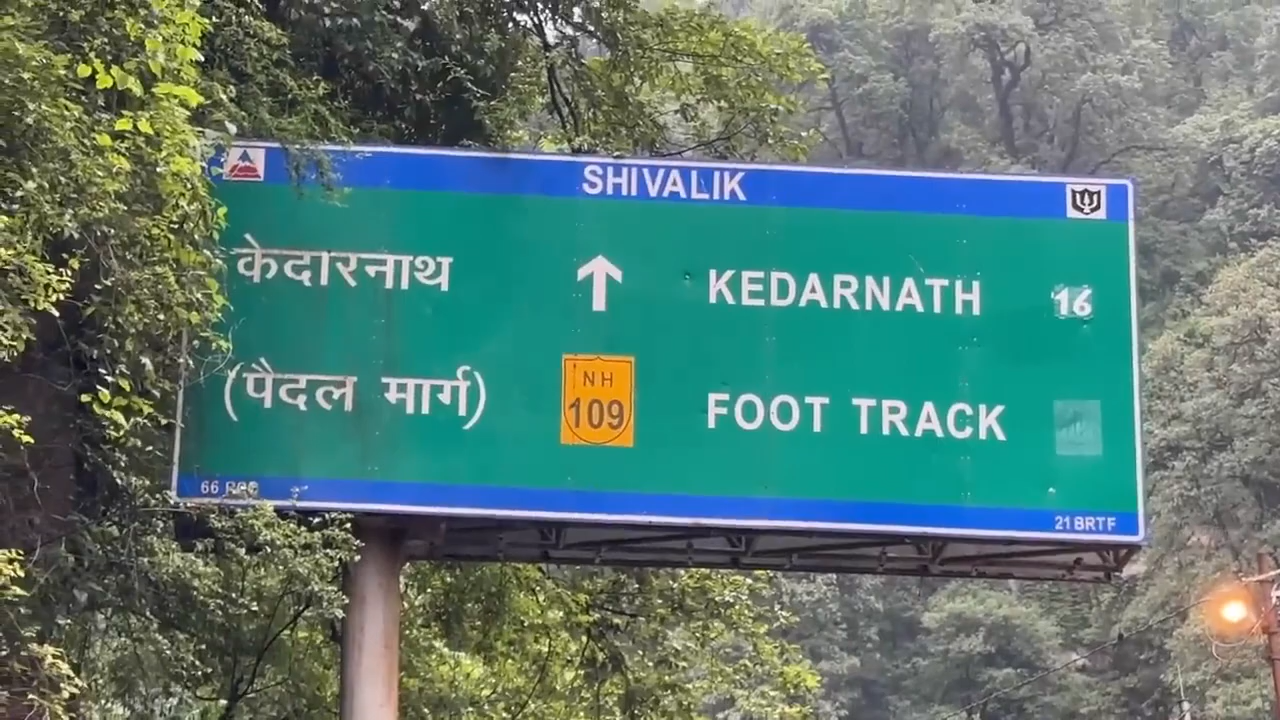 SHIVALIK
केदारनाथ ↑ KEDARNATH 16
(पैदल मार्ग) NH 109 FOOT TRACK
66 RCC 21 BRTF